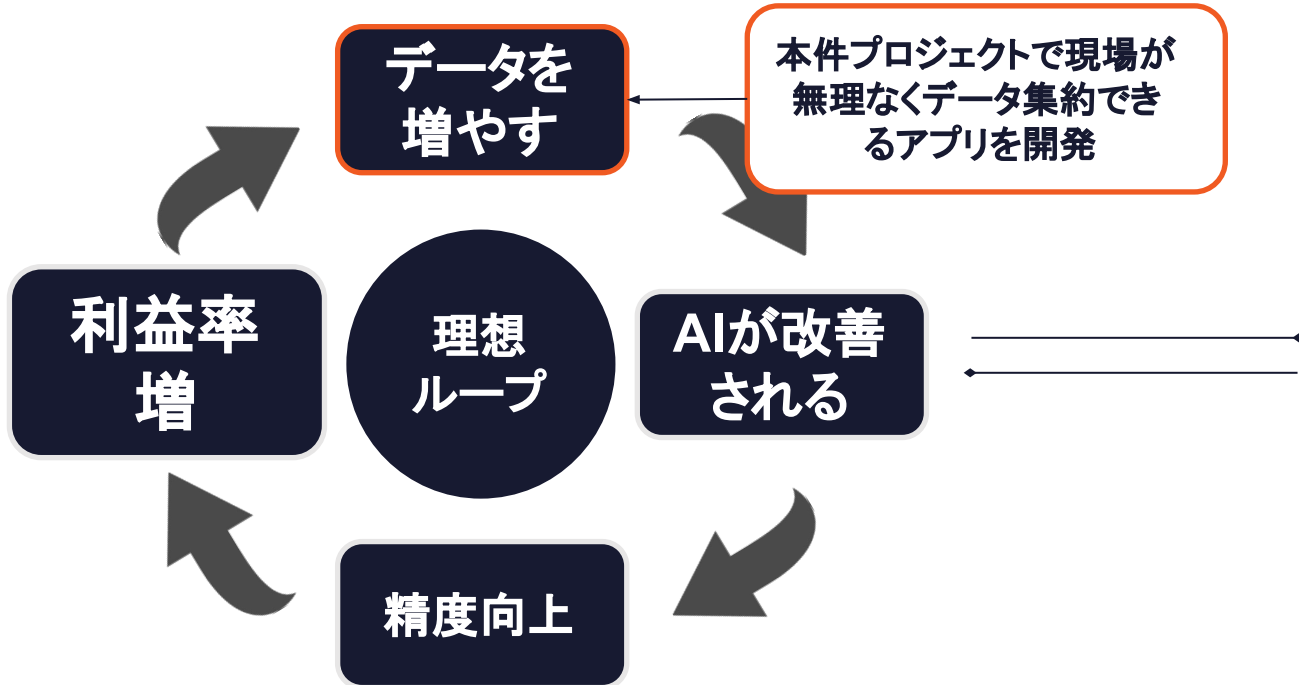 データを
増やす
本件プロジェクトで現場が
無理なくデータ集約でき
るアプリを開発
利益率
増
理想
ループ
AIが改善
される
精度向上